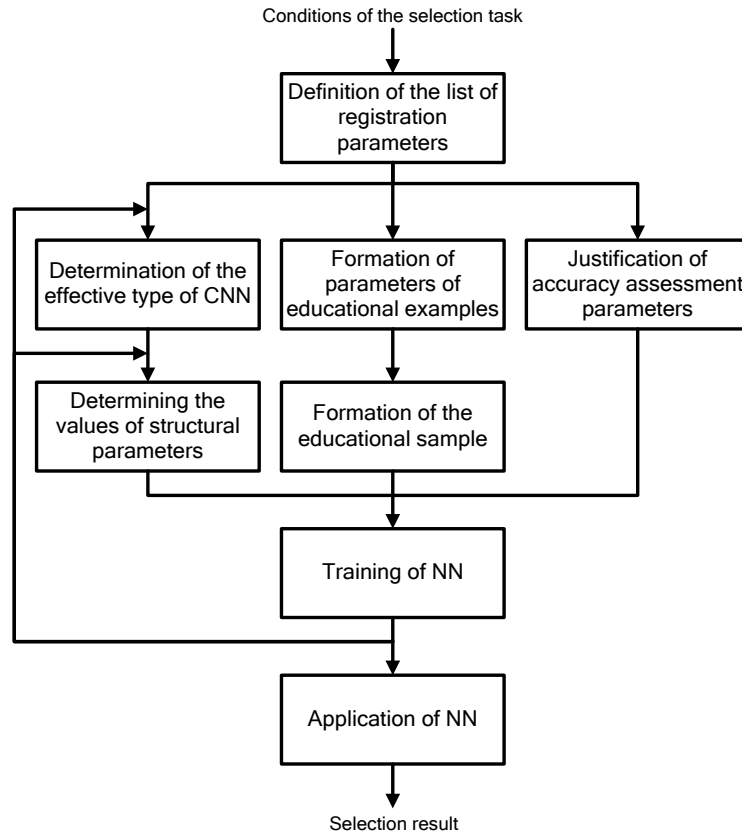 Conditions of the selection task
Definition of the list of
registration
parameters
Determination of the
effective type of CNN
Formation of
parameters of
educational examples
Justification of
accuracy assessment
parameters
Determining the
values of structural
parameters
Formation of the
educational sample
Training of NN
Application of NN
Selection result